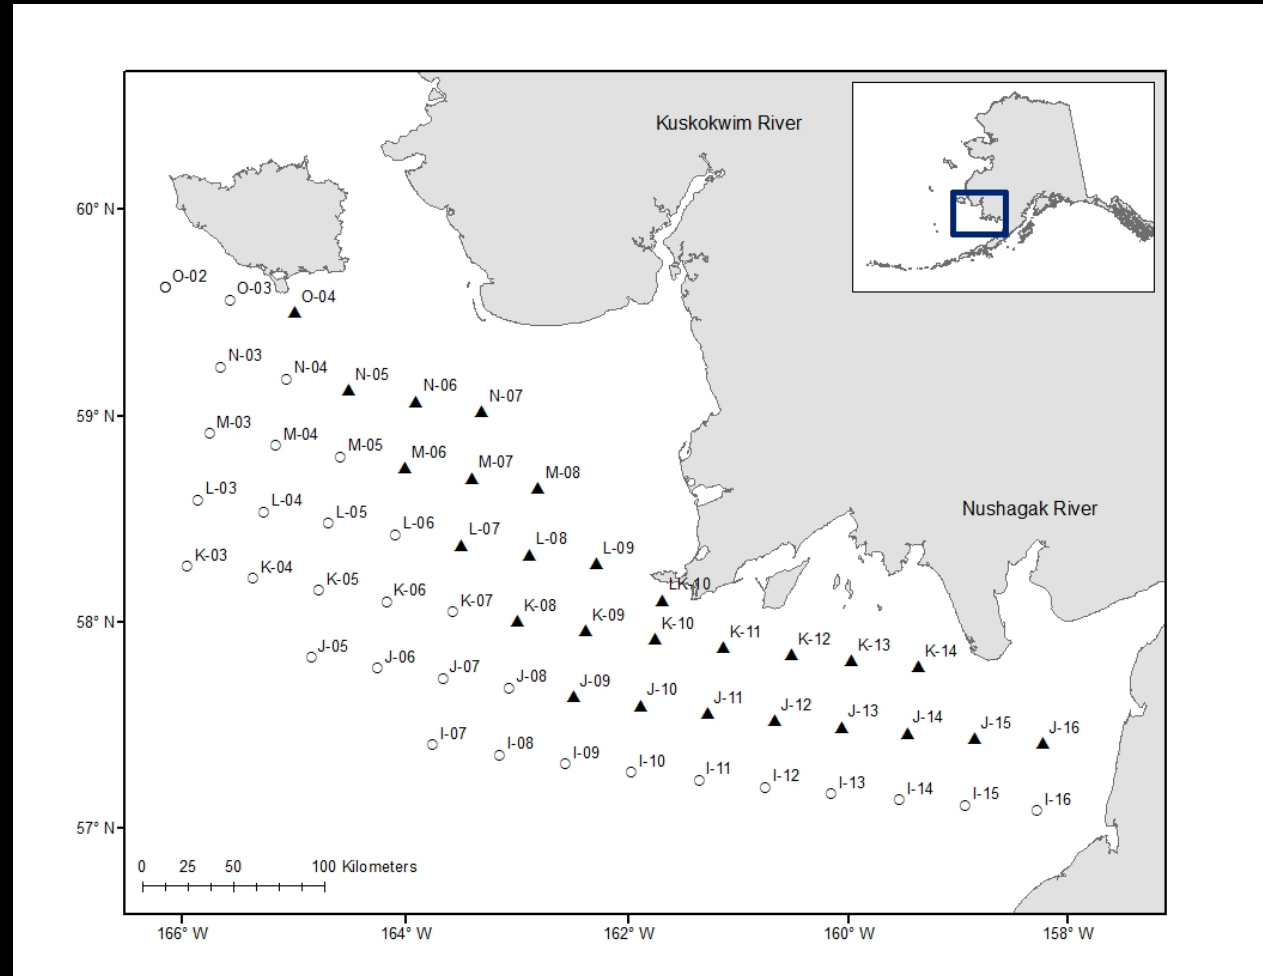 Kuskokwim River
60° N
O-02
O-03
O-04
N-03
N-04
N-05
N-06
N-07
59° N
M-03
M-04
M-05
M-06
M-07
M-08
L-03
L-04
L-05
L-06
L-07
L-08
L-09
Nushagak River
K-03
K-04
K-05
K-06
K-07
K-08
K-09
LK-10
K-10
K-11
K-12
K-13
K-14
58° N
J-05
J-06
J-07
J-08
J-09
J-10
J-11
J-12
J-13
J-14
J-15
J-16
I-07
I-08
I-09
I-10
I-11
I-12
I-13
I-14
I-15
I-16
57° N
0 25 50 100 Kilometers
166° W 164° W 162° W 160° W 158° W